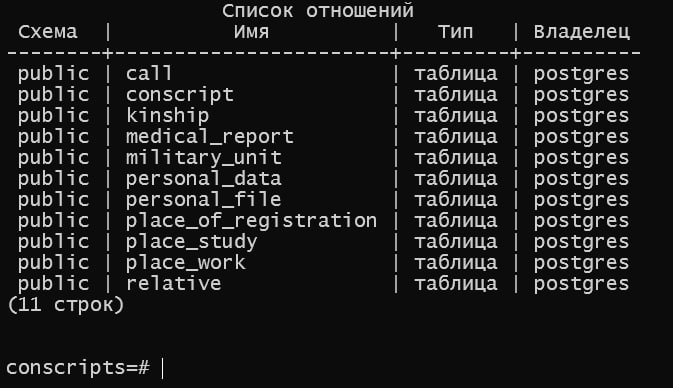 Список отношений
Схема | Имя | Тип | Владелец
--------+-----------------------+---------+----------
public | call | таблица | postgres
public | conscript | таблица | postgres
public | kinship | таблица | postgres
public | medical_report | таблица | postgres
public | military_unit | таблица | postgres
public | personal_data | таблица | postgres
public | personal_file | таблица | postgres
public | place_of_registration | таблица | postgres
public | place_study | таблица | postgres
public | place_work | таблица | postgres
public | relative | таблица | postgres
(11 строк)
conscripts=#